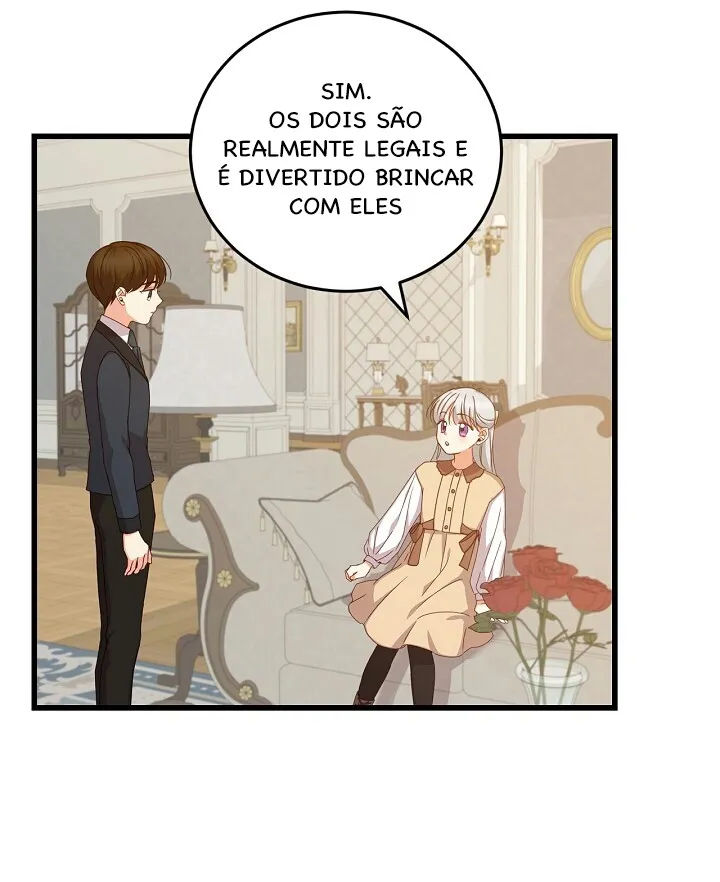 SIM.
OS DOIS SÃO
REALMENTE LEGAIS E
É DIVERTIDO BRINCAR
COM ELES